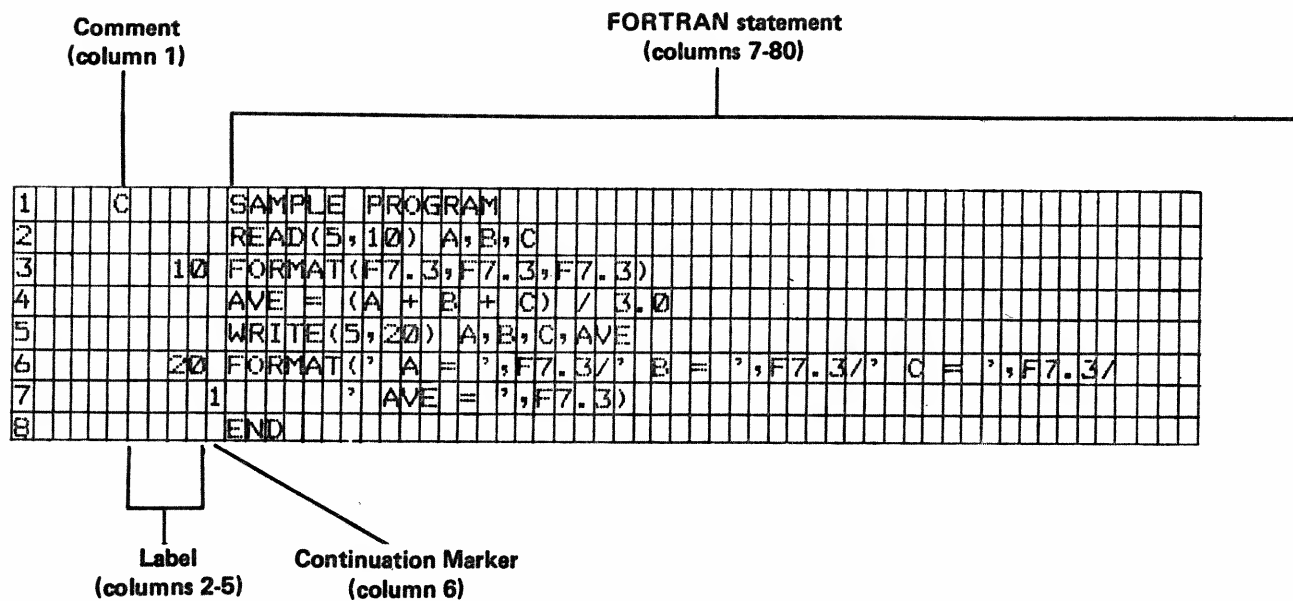 Comment
(column 1)
FORTRAN statement
(columns 7-80)
1 C SAMPLE PROGRAM
2 READ(5,10) A,B,C
3 10 FORMAT(F7.3,F7.3,F7.3)
4 AVE = (A + B + C) / 3.0
5 WRITE(5,20) A,B,C,AVE
6 20 FORMAT(' A = ',F7.3/' B = ',F7.3/' C = ',F7.3/
7 1 ' AVE = ',F7.3)
8 END
Label
(columns 2-5)
Continuation Marker
(column 6)